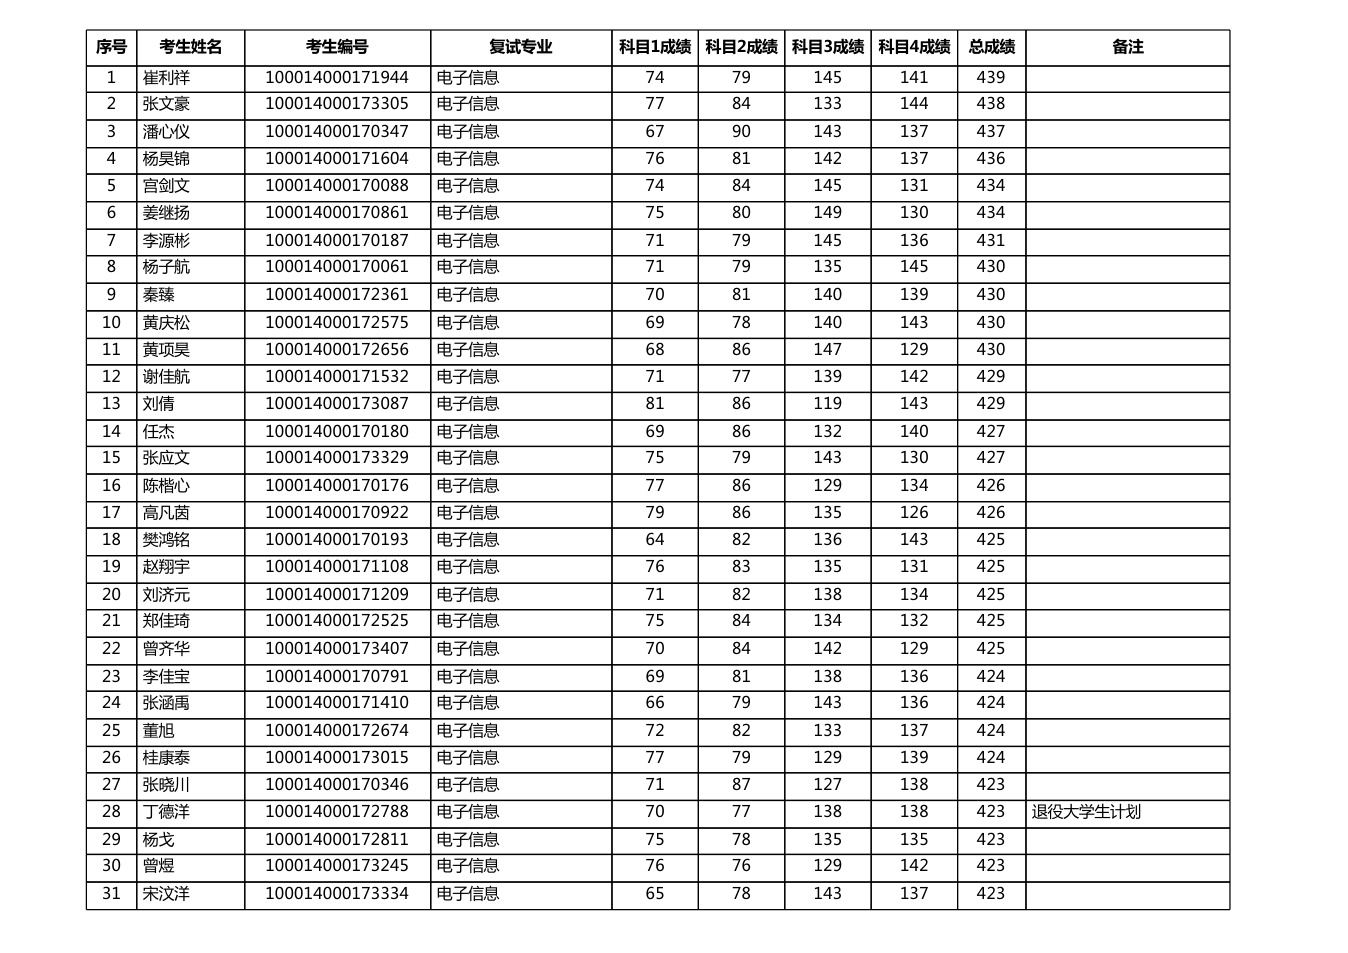 序号 考生姓名 考生编号 复试专业 科目1成绩 科目2成绩 科目3成绩 科目4成绩 总成绩 备注
1 崔利祥 100014000171944 电子信息 74 79 145 141 439
2 张文豪 100014000173305 电子信息 77 84 133 144 438
3 潘心仪 100014000170347 电子信息 67 90 143 137 437
4 杨昊锦 100014000171604 电子信息 76 81 142 137 436
5 宫剑文 100014000170088 电子信息 74 84 145 131 434
6 姜继扬 100014000170861 电子信息 75 80 149 130 434
7 李源彬 100014000170187 电子信息 71 79 145 136 431
8 杨子航 100014000170061 电子信息 71 79 135 145 430
9 秦臻 100014000172361 电子信息 70 81 140 139 430
10 黄庆松 100014000172575 电子信息 69 78 140 143 430
11 黄项昊 100014000172656 电子信息 68 86 147 129 430
12 谢佳航 100014000171532 电子信息 71 77 139 142 429
13 刘倩 100014000173087 电子信息 81 86 119 143 429
14 任杰 100014000170180 电子信息 69 86 132 140 427
15 张应文 100014000173329 电子信息 75 79 143 130 427
16 陈楷心 100014000170176 电子信息 77 86 129 134 426
17 高凡茵 100014000170922 电子信息 79 86 135 126 426
18 樊鸿铭 100014000170193 电子信息 64 82 136 143 425
19 赵翔宇 100014000171108 电子信息 76 83 135 131 425
20 刘济元 100014000171209 电子信息 71 82 138 134 425
21 郑佳琦 100014000172525 电子信息 75 84 134 132 425
22 曾齐华 100014000173407 电子信息 70 84 142 129 425
23 李佳宝 100014000170791 电子信息 69 81 138 136 424
24 张涵禹 100014000171410 电子信息 66 79 143 136 424
25 董旭 100014000172674 电子信息 72 82 133 137 424
26 桂康泰 100014000173015 电子信息 77 79 129 139 424
27 张晓川 100014000170346 电子信息 71 87 127 138 423
28 丁德洋 100014000172788 电子信息 70 77 138 138 423 退役大学生计划
29 杨戈 100014000172811 电子信息 75 78 135 135 423
30 曾煜 100014000173245 电子信息 76 76 129 142 423
31 宋汶洋 100014000173334 电子信息 65 78 143 137 423